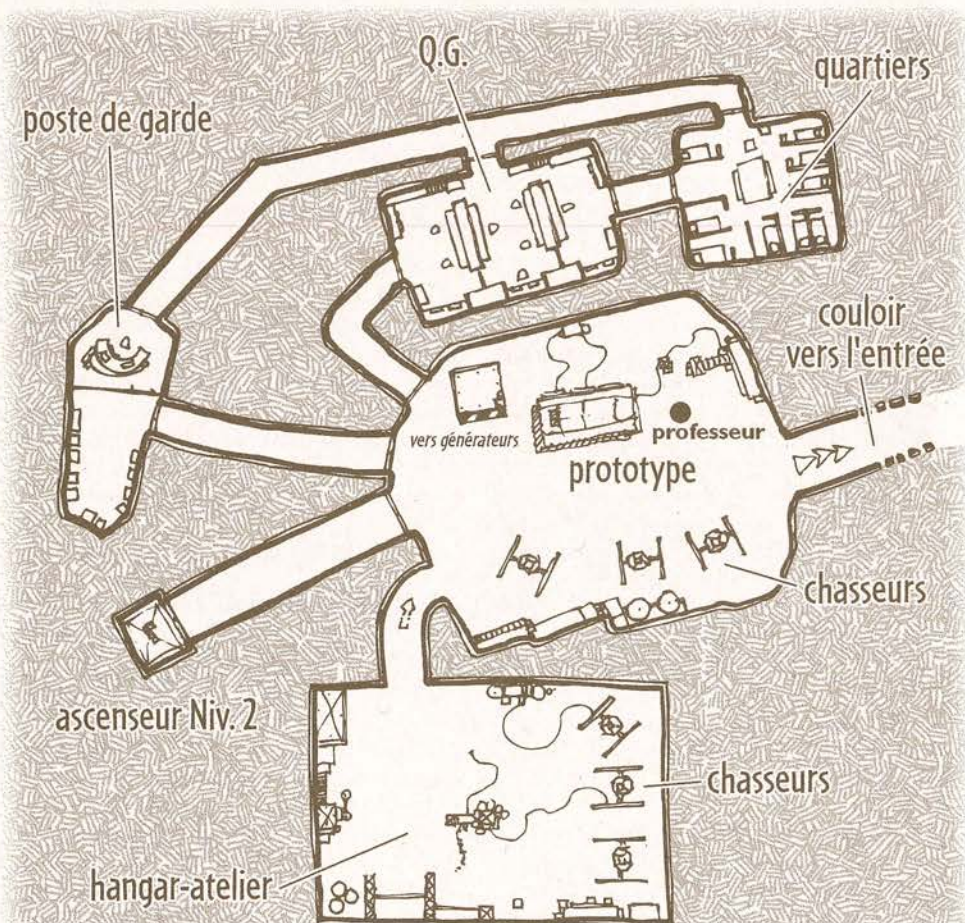 Q.G.
quartiers
poste de garde
couloir
vers l'entrée
vers générateurs
professeur
prototype
chasseurs
ascenseur Niv. 2
chasseurs
hangar-atelier